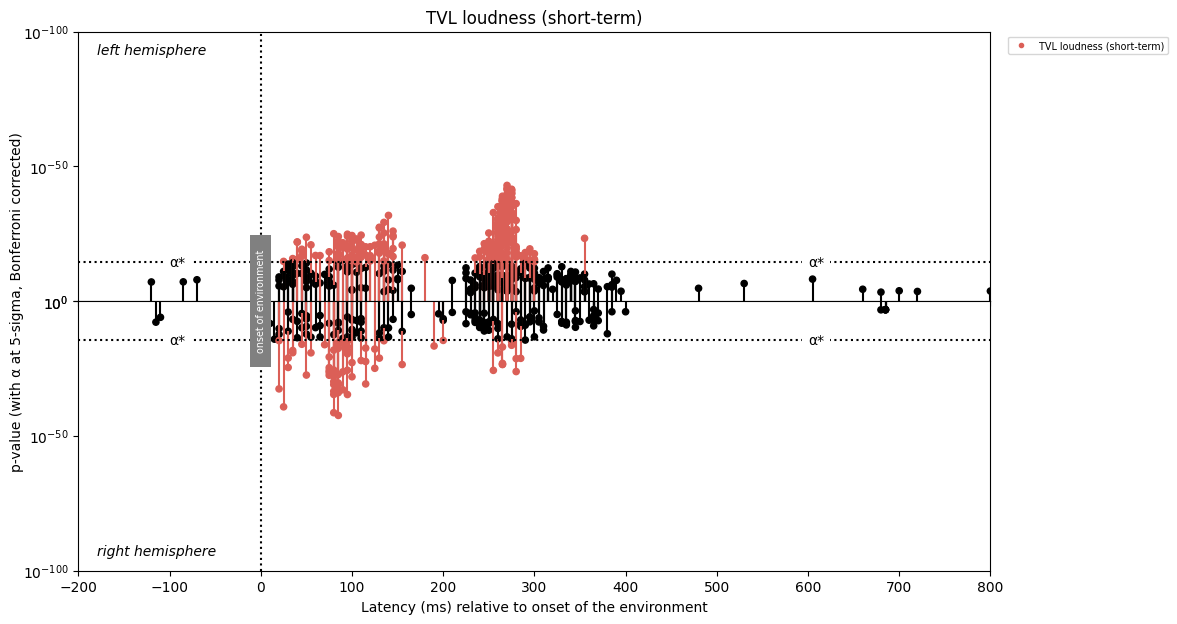 TVL loudness (short-term)
TVL loudness (short-term)
left hemisphere
right hemisphere
onset of environment
α*
α*
α*
α*
10⁻¹⁰⁰
10⁻⁵⁰
10⁰
10⁻⁵⁰
10⁻¹⁰⁰
p-value (with α at 5-sigma, Bonferroni corrected)
−200
−100
0
100
200
300
400
500
600
700
800
Latency (ms) relative to onset of the environment